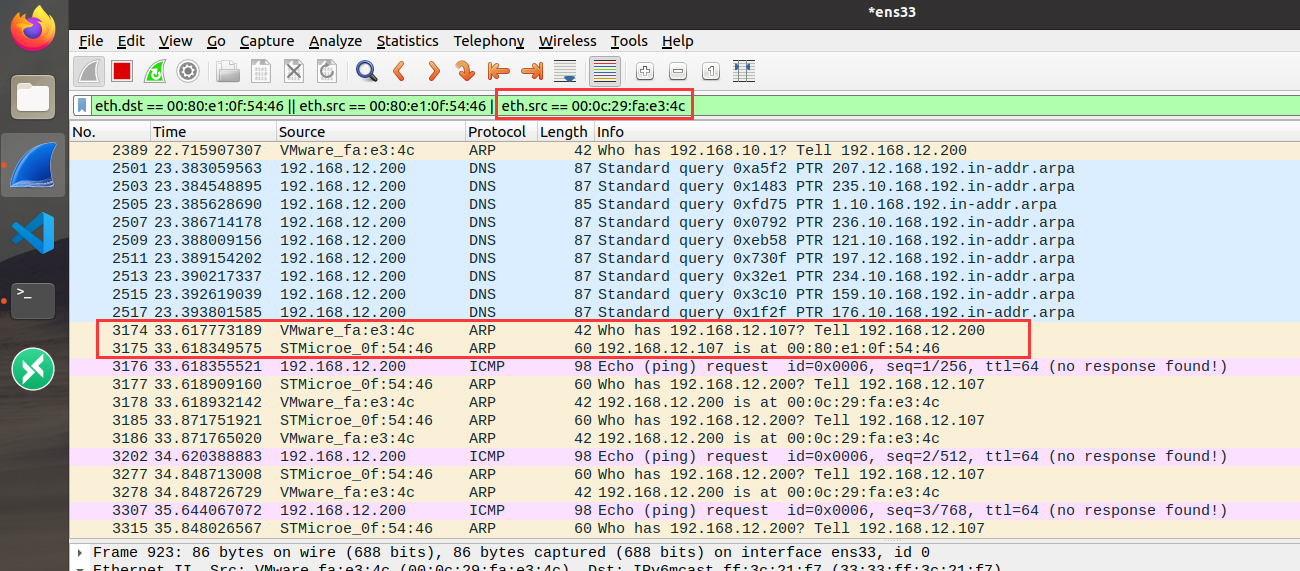 *ens33
File Edit View Go Capture Analyze Statistics Telephony Wireless Tools Help
eth.dst == 00:80:e1:0f:54:46 || eth.src == 00:80:e1:0f:54:46 | eth.src == 00:0c:29:fa:e3:4c
No. Time Source Protocol Length Info
2389 22.715907307 VMware_fa:e3:4c ARP 42 Who has 192.168.10.1? Tell 192.168.12.200
2501 23.383059563 192.168.12.200 DNS 87 Standard query 0xa5f2 PTR 207.12.168.192.in-addr.arpa
2503 23.384548895 192.168.12.200 DNS 87 Standard query 0x1483 PTR 235.10.168.192.in-addr.arpa
2505 23.385628690 192.168.12.200 DNS 85 Standard query 0xfd75 PTR 1.10.168.192.in-addr.arpa
2507 23.386714178 192.168.12.200 DNS 87 Standard query 0x0792 PTR 236.10.168.192.in-addr.arpa
2509 23.388009156 192.168.12.200 DNS 87 Standard query 0xeb58 PTR 121.10.168.192.in-addr.arpa
2511 23.389154202 192.168.12.200 DNS 87 Standard query 0x730f PTR 197.12.168.192.in-addr.arpa
2513 23.390217337 192.168.12.200 DNS 87 Standard query 0x32e1 PTR 234.10.168.192.in-addr.arpa
2515 23.392619039 192.168.12.200 DNS 87 Standard query 0x3c10 PTR 159.10.168.192.in-addr.arpa
2517 23.393801585 192.168.12.200 DNS 87 Standard query 0x1f2f PTR 176.10.168.192.in-addr.arpa
3174 33.617773189 VMware_fa:e3:4c ARP 42 Who has 192.168.12.107? Tell 192.168.12.200
3175 33.618349575 STMicroe_0f:54:46 ARP 60 192.168.12.107 is at 00:80:e1:0f:54:46
3176 33.618355521 192.168.12.200 ICMP 98 Echo (ping) request id=0x0006, seq=1/256, ttl=64 (no response found!)
3177 33.618909160 STMicroe_0f:54:46 ARP 60 Who has 192.168.12.200? Tell 192.168.12.107
3178 33.618932142 VMware_fa:e3:4c ARP 42 192.168.12.200 is at 00:0c:29:fa:e3:4c
3185 33.871751921 STMicroe_0f:54:46 ARP 60 Who has 192.168.12.200? Tell 192.168.12.107
3186 33.871765020 VMware_fa:e3:4c ARP 42 192.168.12.200 is at 00:0c:29:fa:e3:4c
3202 34.620388883 192.168.12.200 ICMP 98 Echo (ping) request id=0x0006, seq=2/512, ttl=64 (no response found!)
3277 34.848713008 STMicroe_0f:54:46 ARP 60 Who has 192.168.12.200? Tell 192.168.12.107
3278 34.848726729 VMware_fa:e3:4c ARP 42 192.168.12.200 is at 00:0c:29:fa:e3:4c
3307 35.644067072 192.168.12.200 ICMP 98 Echo (ping) request id=0x0006, seq=3/768, ttl=64 (no response found!)
3315 35.848026567 STMicroe_0f:54:46 ARP 60 Who has 192.168.12.200? Tell 192.168.12.107
Frame 923: 86 bytes on wire (688 bits), 86 bytes captured (688 bits) on interface ens33, id 0
Ethernet II, Src: VMware_fa:e3:4c (00:0c:29:fa:e3:4c), Dst: IPv6mcast_ff:3c:21:f7 (33:33:ff:3c:21:f7)